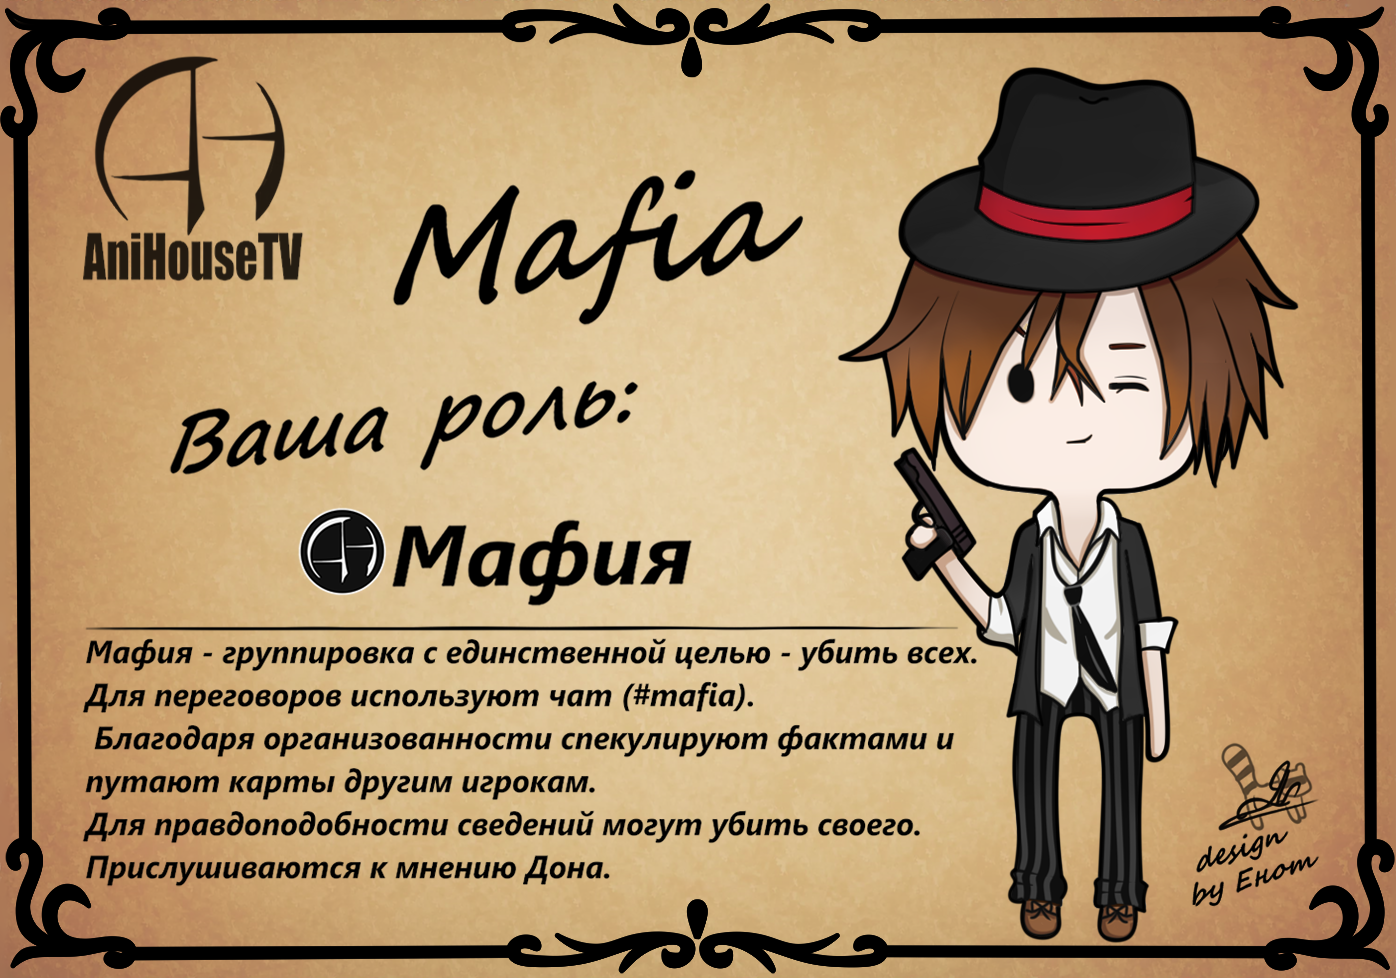 AniHouseTV
Mafia
Ваша роль:
Мафия
Мафия - группировка с единственной целью - убить всех.
Для переговоров используют чат (#mafia).
Благодаря организованности спекулируют фактами и
путают карты другим игрокам.
Для правдоподобности сведений могут убить своего.
Прислушиваются к мнению Дона.
design
by Енот